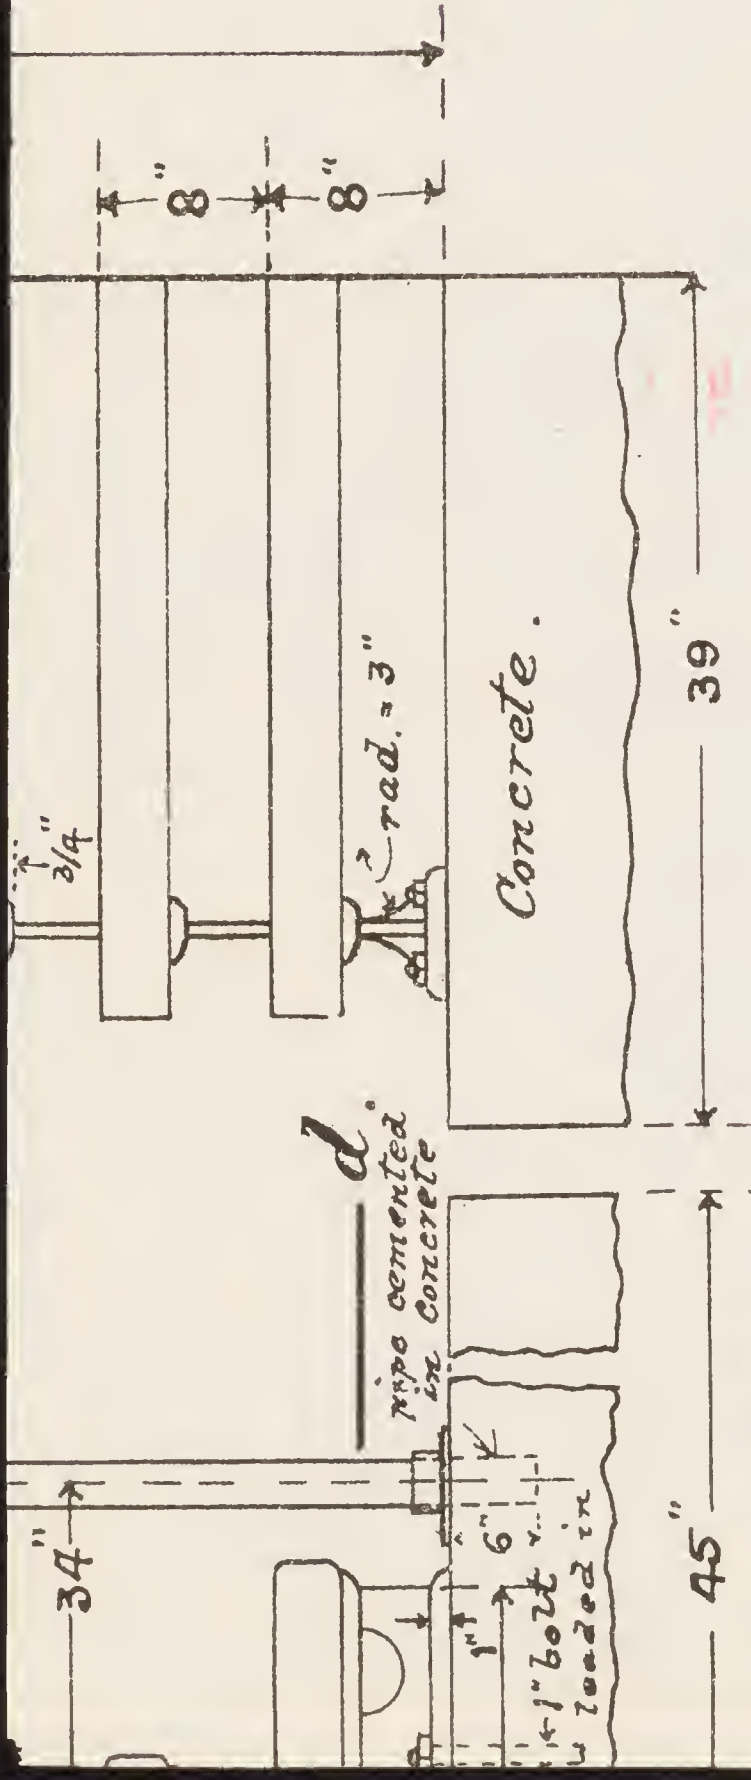 8"
8"
3/4"
rad. = 3"
Concrete.
39"
d.
pipe cemented
in concrete
34"
6"
1"
1" bolt
leaded in
45"